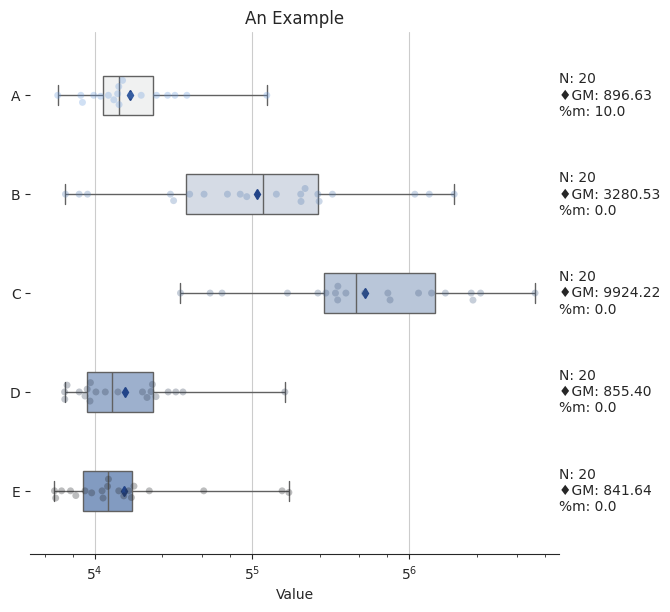 An Example
A
N: 20
♦GM: 896.63
%m: 10.0
B
N: 20
♦GM: 3280.53
%m: 0.0
C
N: 20
♦GM: 9924.22
%m: 0.0
D
N: 20
♦GM: 855.40
%m: 0.0
E
N: 20
♦GM: 841.64
%m: 0.0
5⁴ 5⁵ 5⁶
Value